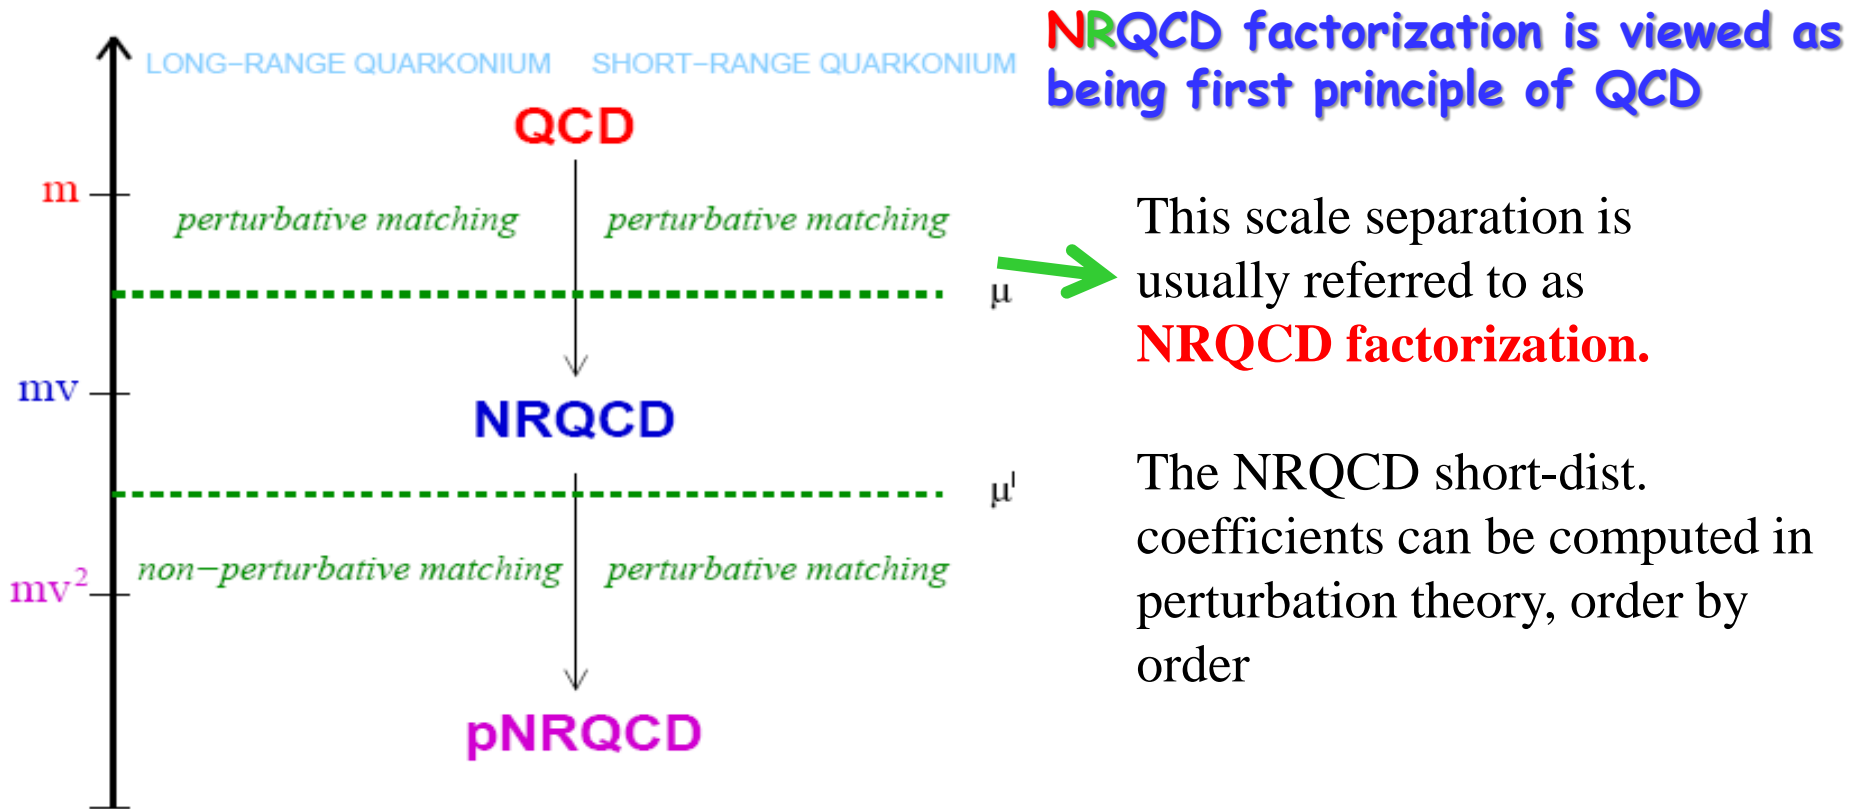 NRQCD factorization is viewed as
being first principle of QCD
LONG-RANGE QUARKONIUM SHORT-RANGE QUARKONIUM
QCD
m
perturbative matching perturbative matching
μ
mv
NRQCD
μ'
non-perturbative matching perturbative matching
mv²
pNRQCD
This scale separation is
usually referred to as
NRQCD factorization.
The NRQCD short-dist.
coefficients can be computed in
perturbation theory, order by
order